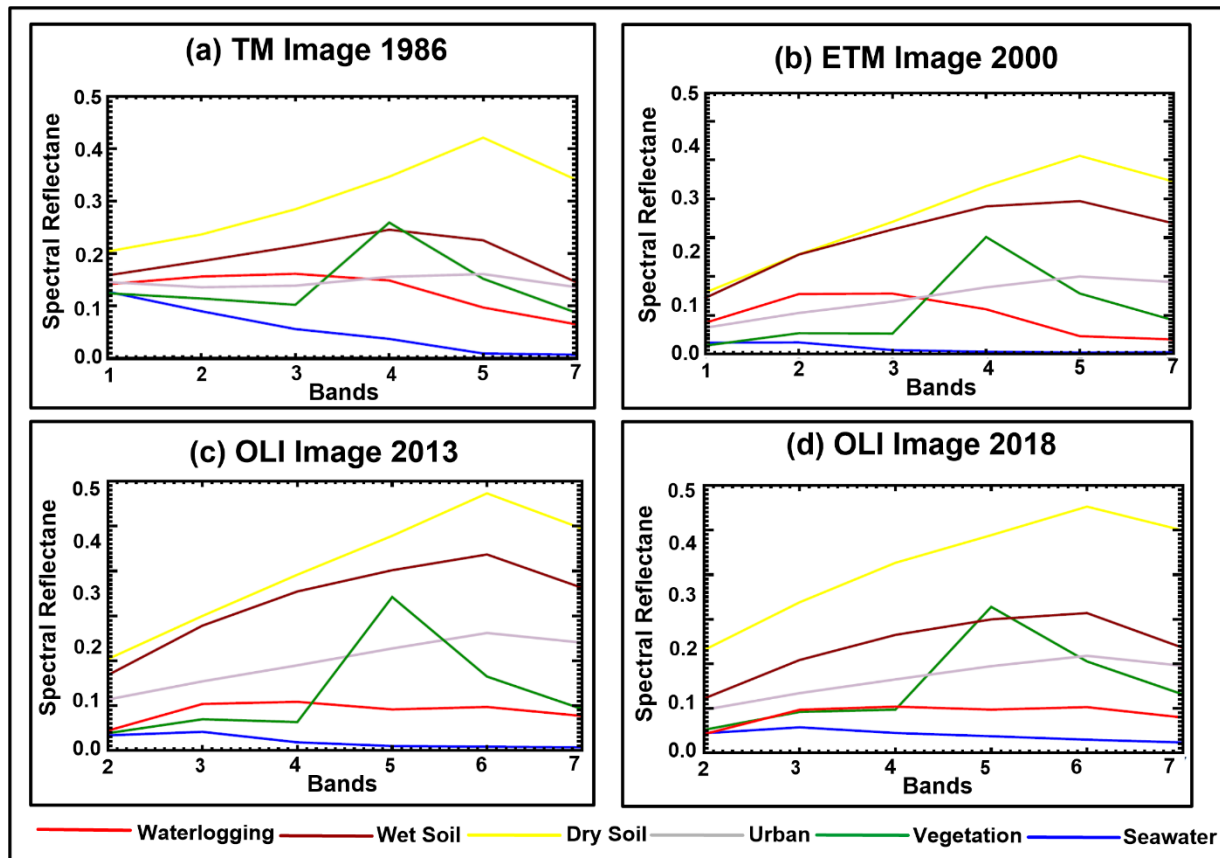 (a) TM Image 1986
Spectral Reflectane
0.5
0.4
0.3
0.2
0.1
0.0
1 2 3 4 5 7
Bands
(b) ETM Image 2000
Spectral Reflectane
0.5
0.4
0.3
0.2
0.1
0.0
1 2 3 4 5 7
Bands
(c) OLI Image 2013
Spectral Reflectane
0.5
0.4
0.3
0.2
0.1
0.0
2 3 4 5 6 7
Bands
(d) OLI Image 2018
Spectral Reflectane
0.5
0.4
0.3
0.2
0.1
0.0
2 3 4 5 6 7
Bands
Waterlogging Wet Soil Dry Soil Urban Vegetation Seawater